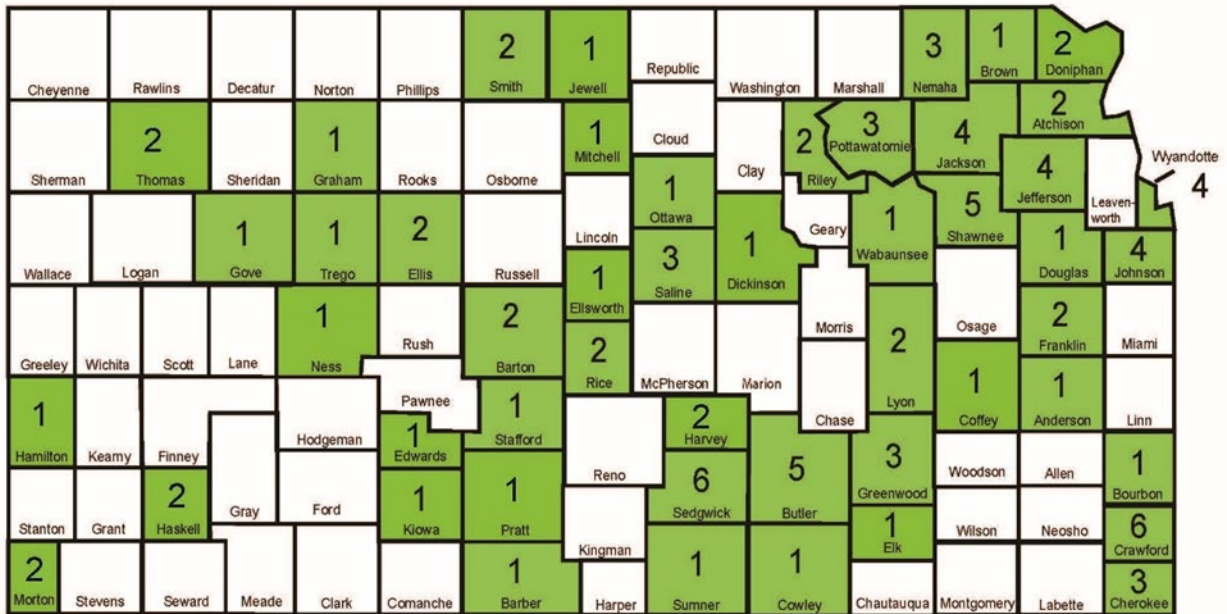 2
Smith
1
Jewell
Republic
Washington
Marshall
3
Nemaha
1
Brown
2
Doniphan
Cheyenne
Rawlins
Decatur
Norton
Phillips
Sherman
2
Thomas
Sheridan
1
Graham
Rooks
Osborne
1
Mitchell
Cloud
Clay
2
Riley
3
Pottawatomie
4
Jackson
2
Atchison
4
Jefferson
Leaven-
worth
Wyandotte
4
Wallace
Logan
1
Gove
1
Trego
2
Ellis
Russell
Lincoln
1
Ottawa
3
Saline
1
Dickinson
Geary
1
Wabaunsee
5
Shawnee
1
Douglas
4
Johnson
Greeley
Wichita
Scott
Lane
1
Ness
Rush
2
Barton
1
Ellsworth
2
Rice
McPherson
Marion
Morris
Chase
2
Lyon
Osage
2
Franklin
Miami
1
Hamilton
Kearny
Finney
Hodgeman
Pawnee
1
Edwards
1
Stafford
Reno
2
Harvey
1
Coffey
1
Anderson
Linn
Stanton
Grant
2
Haskell
Gray
Ford
1
Kiowa
1
Pratt
Kingman
6
Sedgwick
5
Butler
3
Greenwood
Woodson
Allen
1
Bourbon
2
Morton
Stevens
Seward
Meade
Clark
Comanche
1
Barber
Harper
1
Sumner
1
Cowley
1
Elk
Chautauqua
Wilson
Neosho
6
Crawford
Montgomery
Labette
3
Cherokee